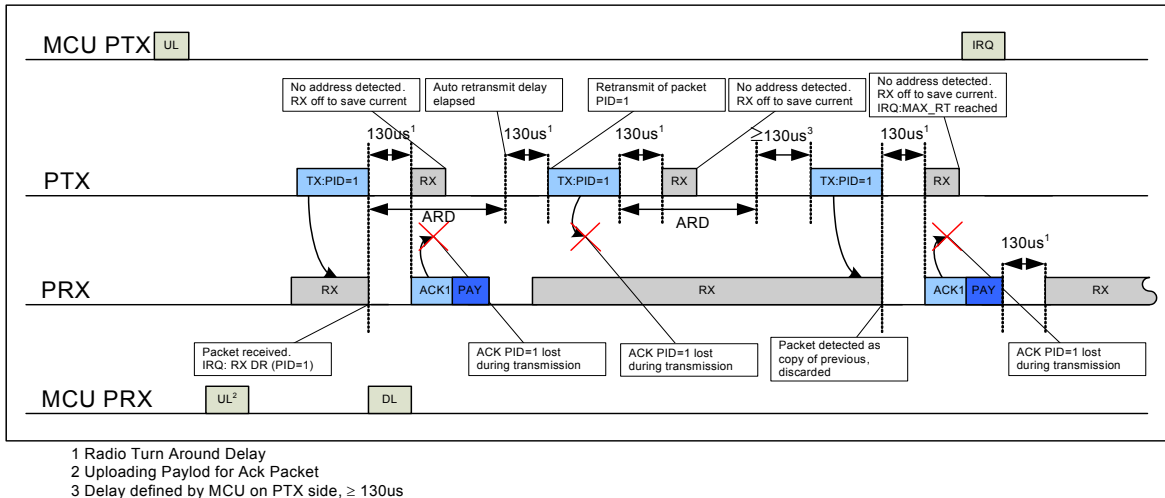 MCU PTX
UL
IRQ
No address detected.
RX off to save current
Auto retransmit delay
elapsed
Retransmit of packet
PID=1
No address detected.
RX off to save current
No address detected.
RX off to save current.
IRQ:MAX_RT reached
130us1
130us1
130us1
≥130us3
130us1
PTX
TX:PID=1
RX
TX:PID=1
RX
TX:PID=1
RX
ARD
ARD
130us1
PRX
RX
ACK1
PAY
RX
ACK1
PAY
RX
Packet received.
IRQ: RX DR (PID=1)
ACK PID=1 lost
during transmission
ACK PID=1 lost
during transmission
Packet detected as
copy of previous,
discarded
ACK PID=1 lost
during transmission
MCU PRX
UL2
DL
1 Radio Turn Around Delay
2 Uploading Paylod for Ack Packet
3 Delay defined by MCU on PTX side, ≥ 130us